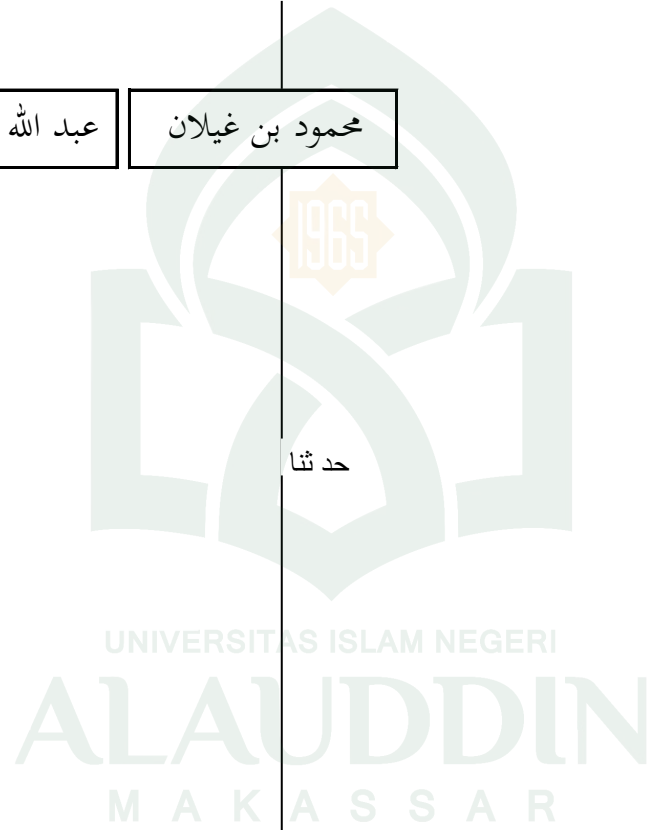 محمود بن غيلان
عبد الله
1965
حد ثنا
UNIVERSITAS ISLAM NEGERI
ALAUDDIN
MAKASSAR